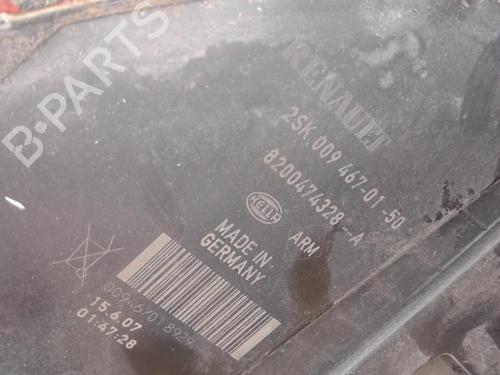 B-PARTS
RENAULT
2SK 009 467-01-50
8200474328 -A
HELLA
ARM
MADE IN
GERMANY
15.6.07
01:47:28